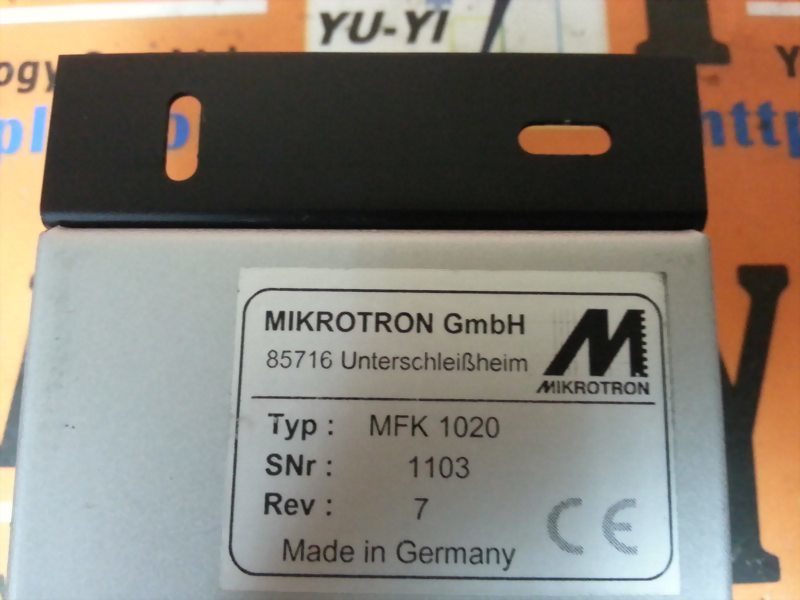 YU-YI
MIKROTRON GmbH
85716 Unterschleißheim
MIKROTRON
Typ : MFK 1020
SNr : 1103
Rev : 7
CE
Made in Germany